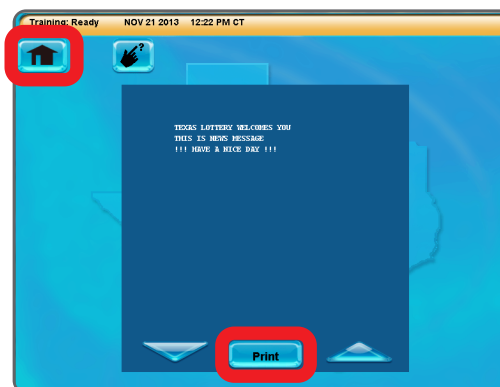 Training: Ready NOV 21 2013 12:22 PM CT
?
TEXAS LOTTERY WELCOMES YOU
THIS IS NEWS MESSAGE
!!! HAVE A NICE DAY !!!
Print